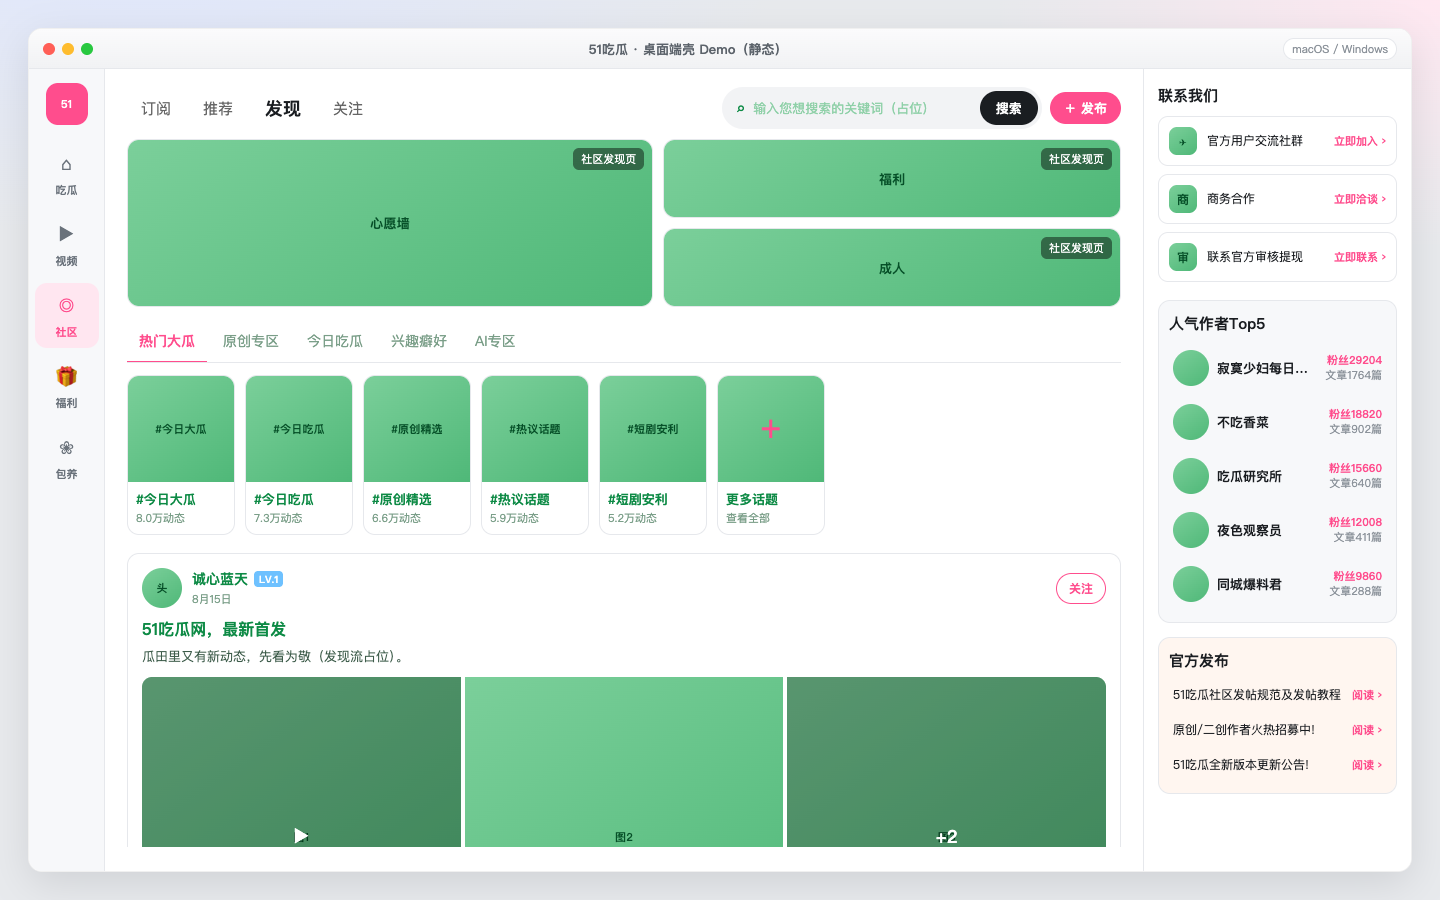 51吃瓜 · 桌面端壳 Demo（静态）
macOS / Windows
51
吃瓜
视频
社区
福利
包养
订阅
推荐
发现
关注
输入您想搜索的关键词（占位）
搜索
+ 发布
社区发现页
心愿墙
社区发现页
福利
社区发现页
成人
热门大瓜
原创专区
今日吃瓜
兴趣癖好
AI专区
#今日大瓜
#今日大瓜
8.0万动态
#今日吃瓜
#今日吃瓜
7.3万动态
#原创精选
#原创精选
6.6万动态
#热议话题
#热议话题
5.9万动态
#短剧安利
#短剧安利
5.2万动态
+
更多话题
查看全部
头
诚心蓝天 LV.1
8月15日
关注
51吃瓜网，最新首发
瓜田里又有新动态，先看为敬（发现流占位）。
图2
+2
联系我们
官方用户交流社群
立即加入 ›
商
商务合作
立即洽谈 ›
审
联系官方审核提现
立即联系 ›
人气作者Top5
寂寞少妇每日...
粉丝29204
文章1764篇
不吃香菜
粉丝18820
文章902篇
吃瓜研究所
粉丝15660
文章640篇
夜色观察员
粉丝12008
文章411篇
同城爆料君
粉丝9860
文章288篇
官方发布
51吃瓜社区发帖规范及发帖教程
阅读 ›
原创/二创作者火热招募中!
阅读 ›
51吃瓜全新版本更新公告!
阅读 ›